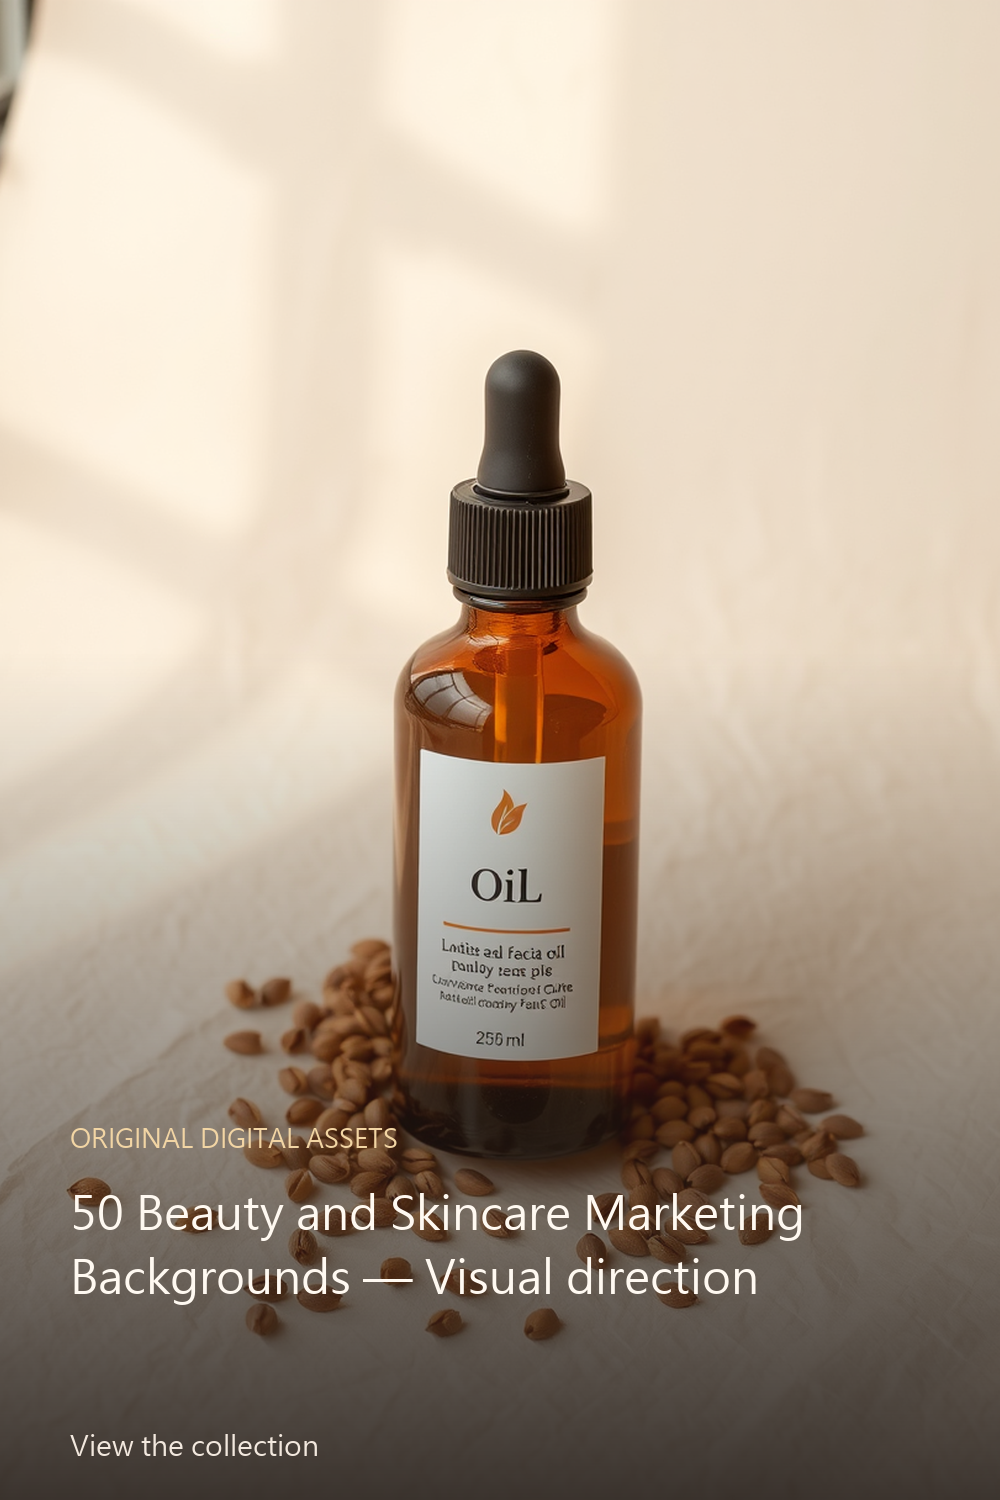 OiL
250 ml
ORIGINAL DIGITAL ASSETS
50 Beauty and Skincare Marketing
Backgrounds — Visual direction
View the collection